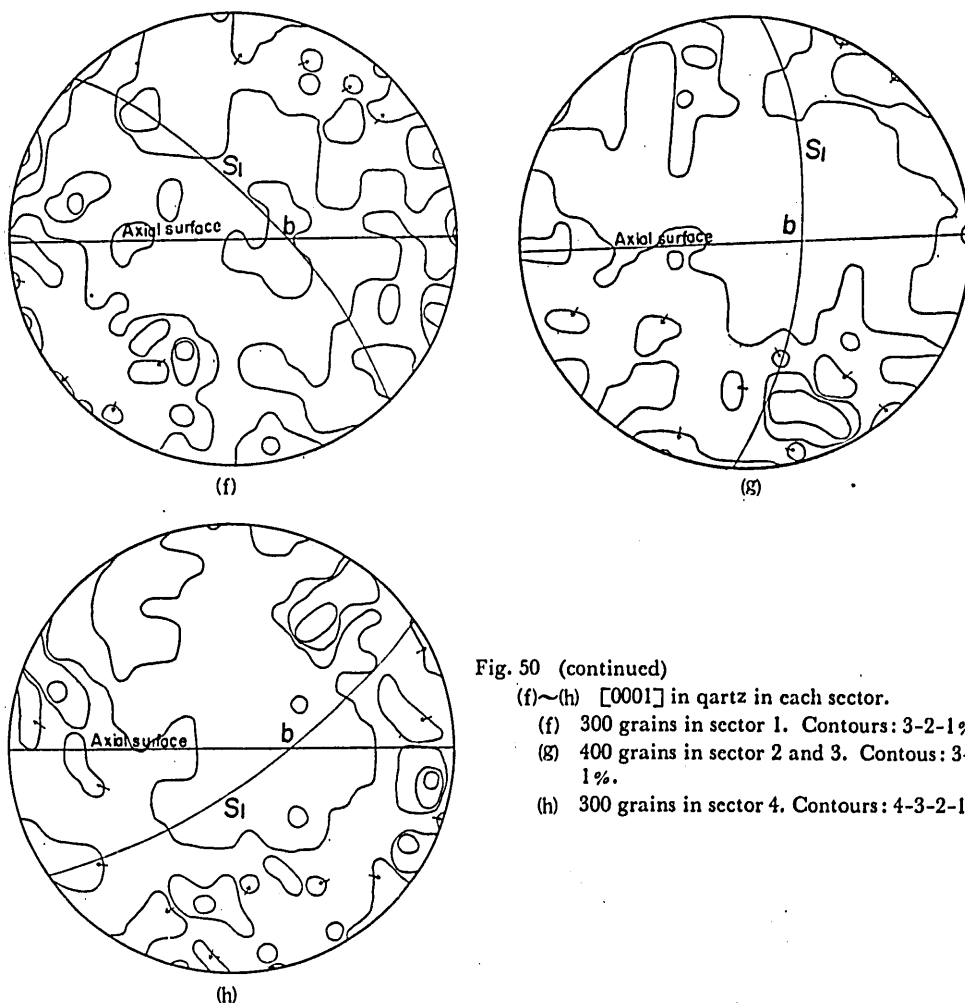 S1
b
Axial surface
(f)
S1
b
Axial surface
(g)
Axial surface
b
S1
(h)
Fig. 50 (continued)
(f)~(h) [0001] in qartz in each sector.
(f) 300 grains in sector 1. Contours: 3-2-1%
(g) 400 grains in sector 2 and 3. Contous: 3-
1%.
(h) 300 grains in sector 4. Contours: 4-3-2-1